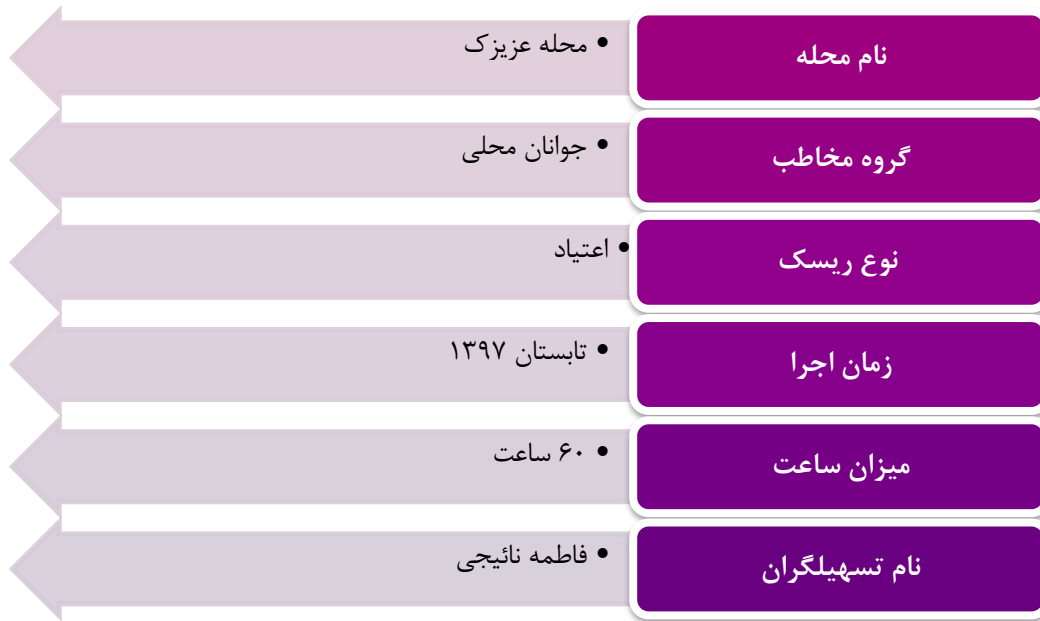 نام محله
• محله عزیزک
گروه مخاطب
• جوانان محلی
نوع ریسک
• اعتیاد
زمان اجرا
• تابستان ۱۳۹۷
میزان ساعت
• ۶۰ ساعت
نام تسهیلگران
• فاطمه نائیجی